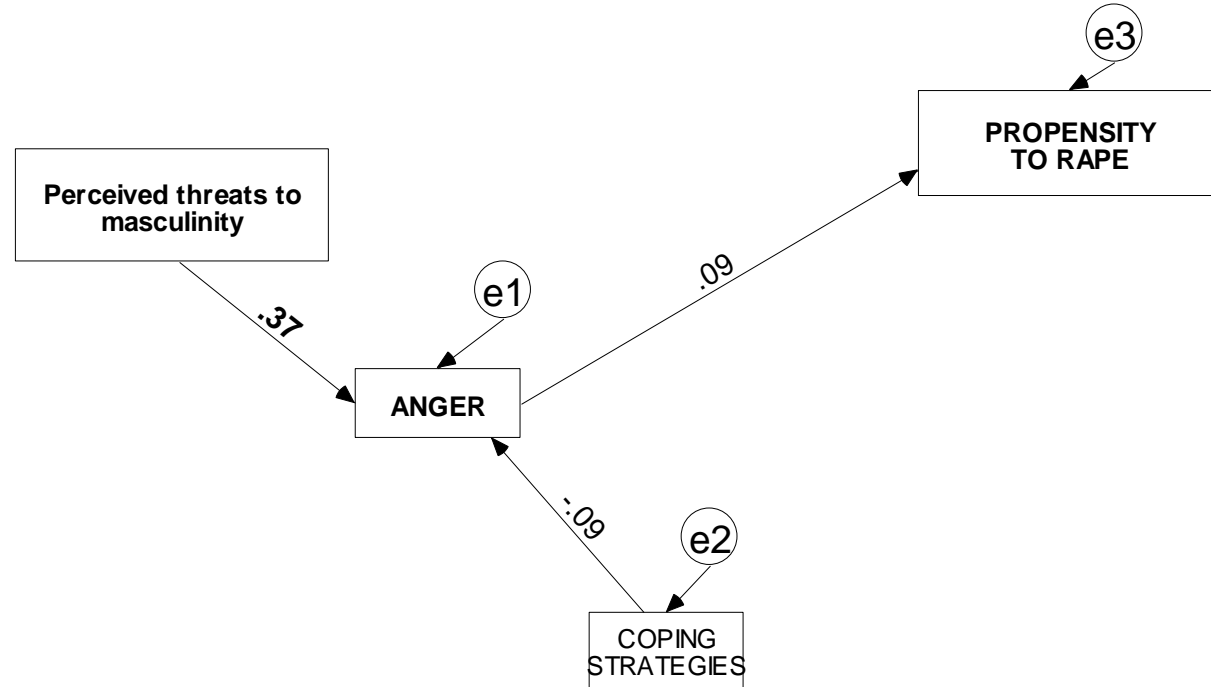 e3
PROPENSITY
TO RAPE
Perceived threats to
masculinity
.09
e1
.37
ANGER
-.09
e2
COPING
STRATEGIES